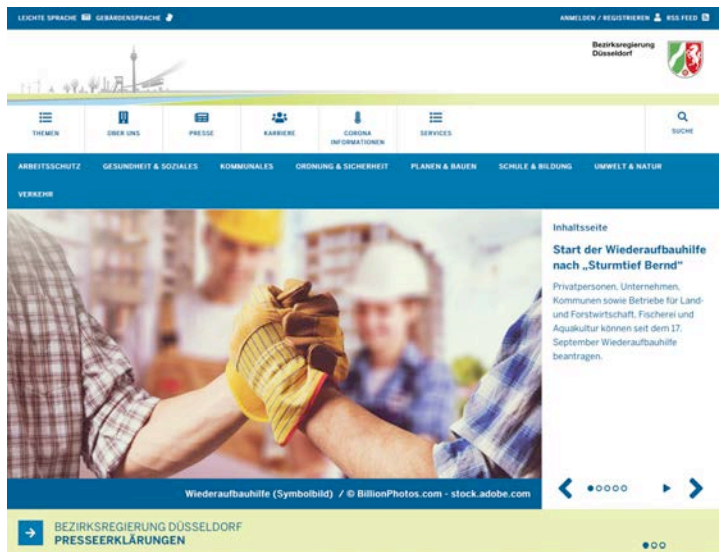 LEICHTE SPRACHE GEBÄRDENSPRACHE
ANMELDEN / REGISTRIEREN RSS FEED
Bezirksregierung
Düsseldorf
THEMEN
ÜBER UNS
PRESSE
KARRIERE
CORONA
INFORMATIONEN
SERVICES
SUCHE
ARBEITSSCHUTZ GESUNDHEIT & SOZIALES KOMMUNALES ORDNUNG & SICHERHEIT PLANEN & BAUEN SCHULE & BILDUNG UMWELT & NATUR
VERKEHR
Inhaltsseite
Start der Wiederaufbauhilfe
nach „Sturmtief Bernd"
Privatpersonen, Unternehmen,
Kommunen sowie Betriebe für Land-
und Forstwirtschaft, Fischerei und
Aquakultur können seit dem 17.
September Wiederaufbauhilfe
beantragen.
Wiederaufbauhilfe (Symbolbild) / © BillionPhotos.com - stock.adobe.com
BEZIRKSREGIERUNG DÜSSELDORF
PRESSEERKLÄRUNGEN